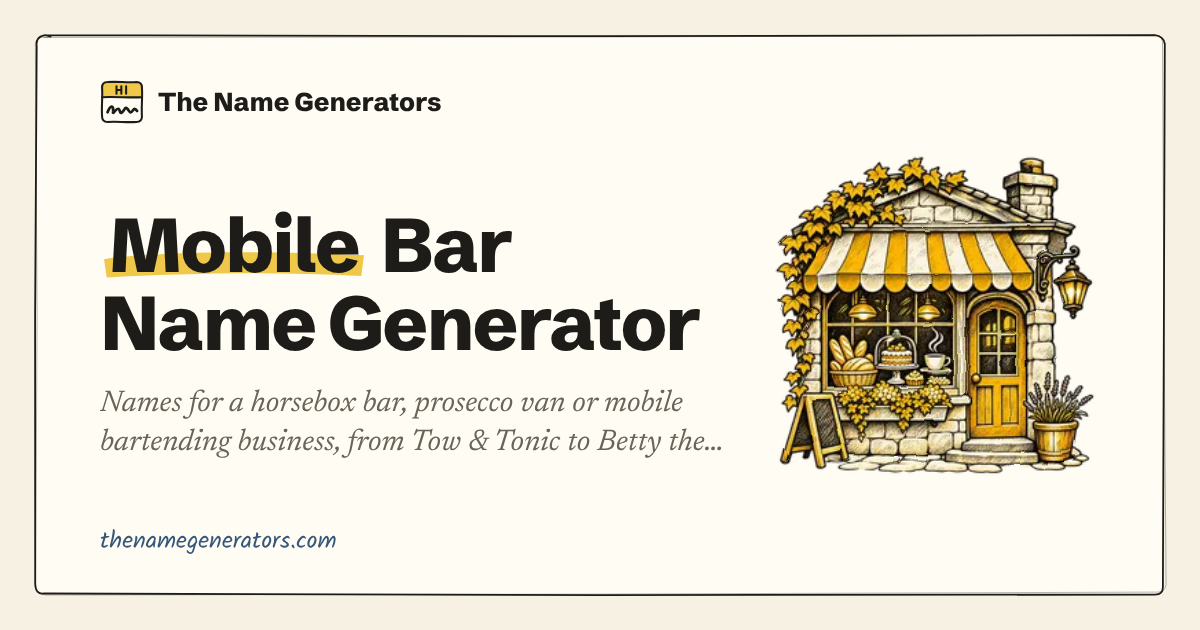 HI
The Name Generators
Mobile Bar
Name Generator
Names for a horsebox bar, prosecco van or mobile
bartending business, from Tow & Tonic to Betty the...
thenamegenerators.com